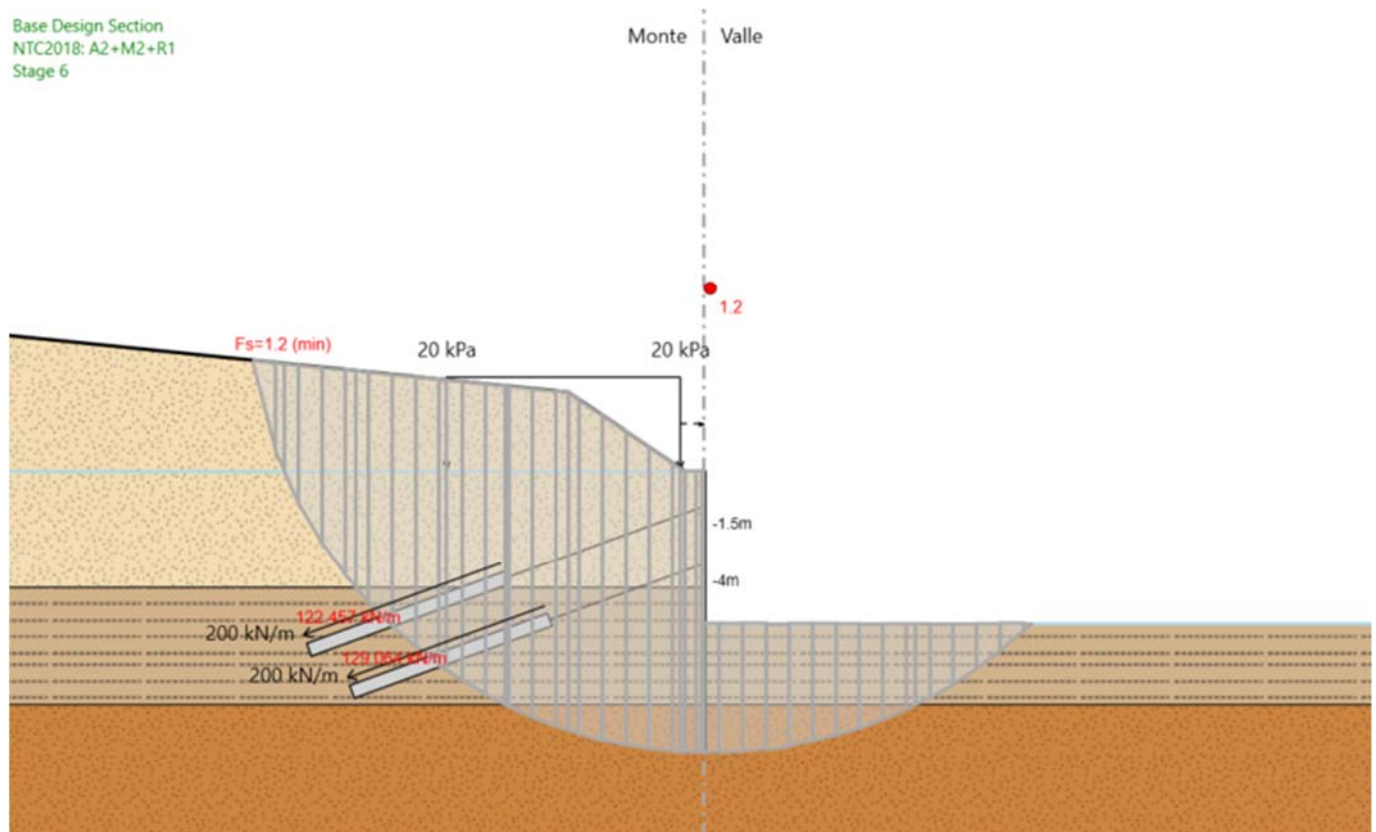 Base Design Section
NTC2018: A2+M2+R1
Stage 6
Monte Valle
1.2
Fs=1.2 (min)
20 kPa
20 kPa
-1.5m
-4m
122.457 kN/m
200 kN/m
129.064 kN/m
200 kN/m